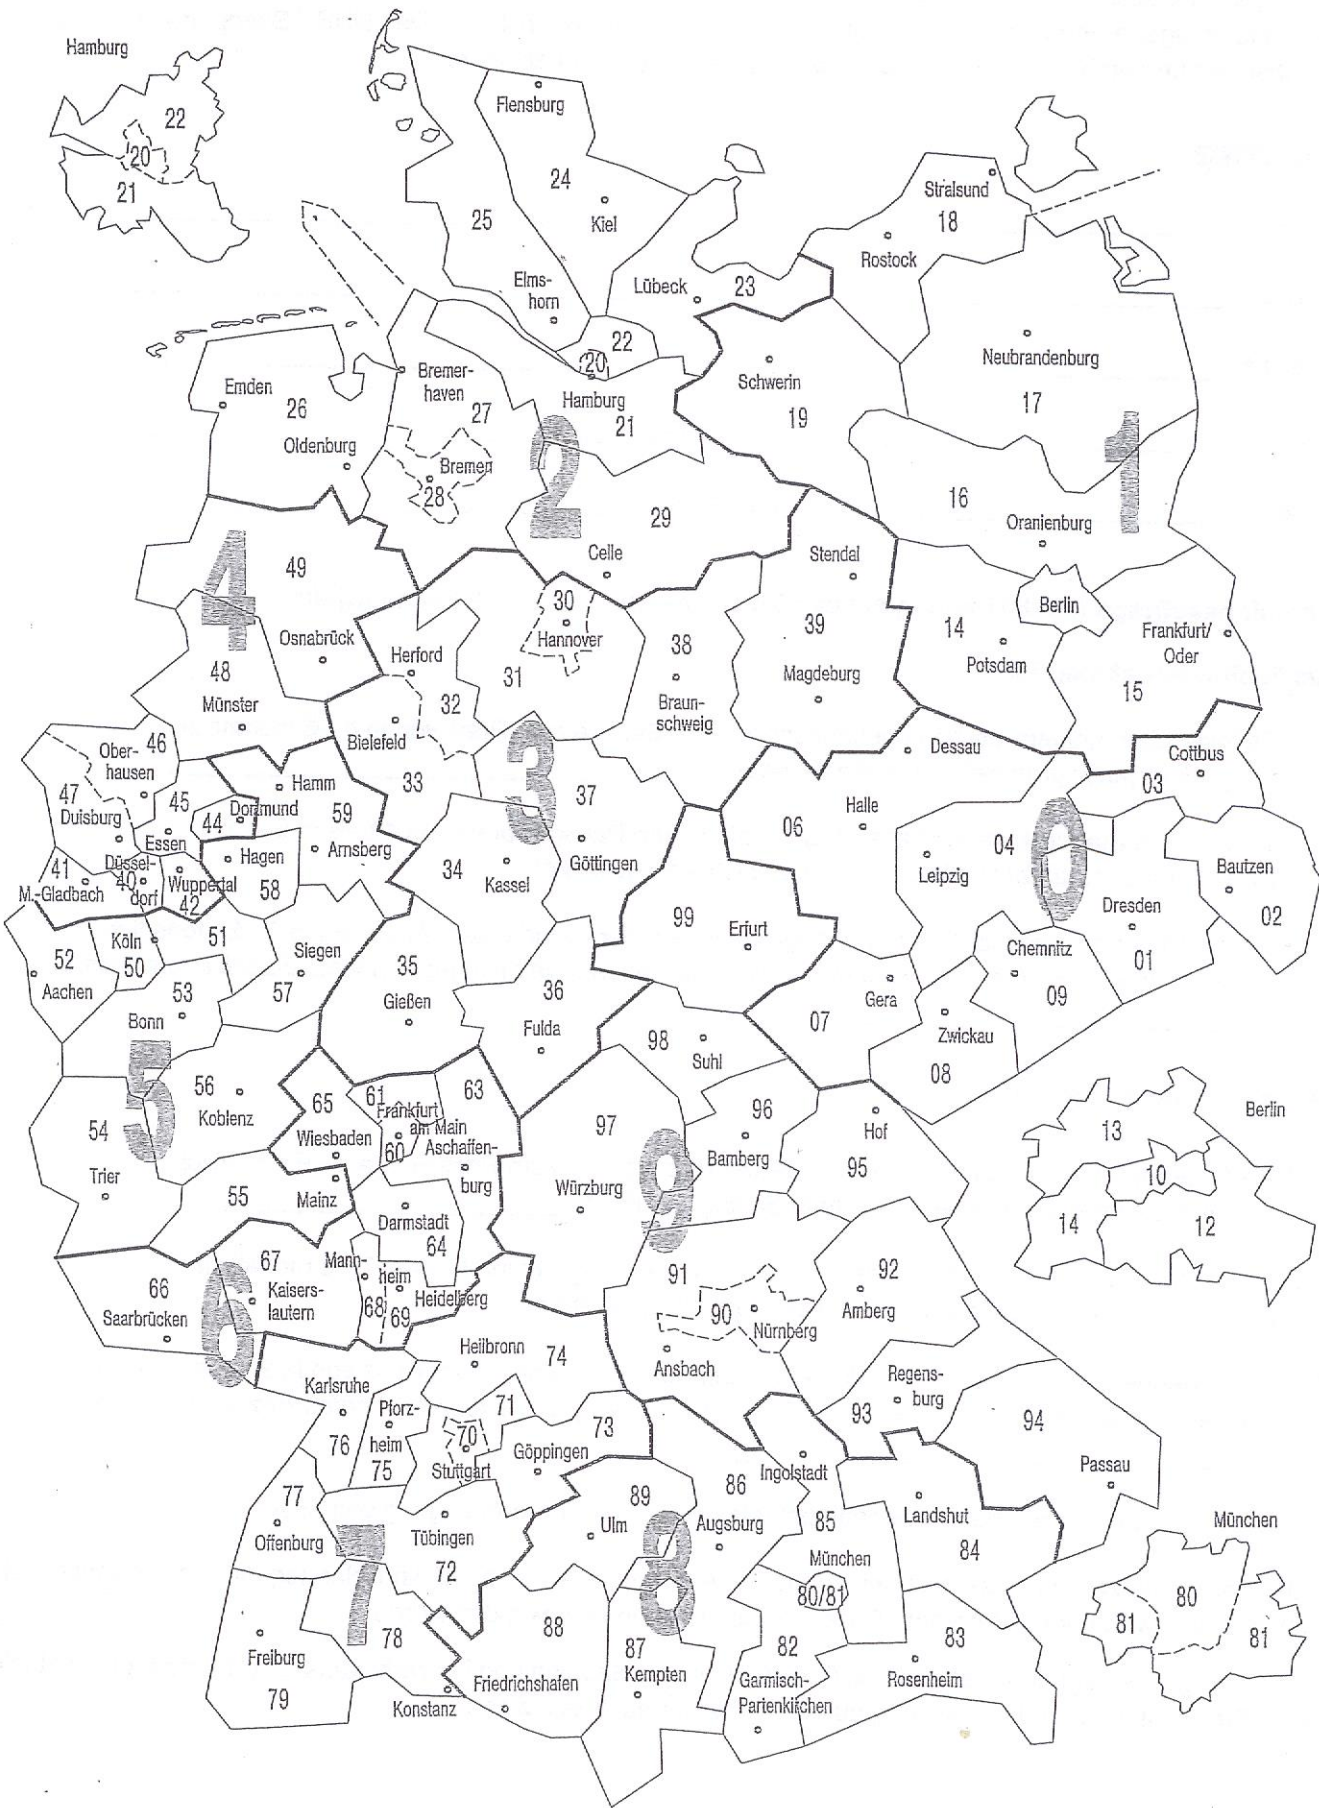 Hamburg
22
20
21
Flensburg
24
25
Kiel
Elms-
horn
Lübeck
23
Stralsund
18
Rostock
22
20
Hamburg
21
Schwerin
19
Neubrandenburg
17
Emden
26
Oldenburg
Bremer-
haven
27
Bremen
28
2
29
Celle
1
16
Oranienburg
Stendal
39
Magdeburg
Berlin
14
Potsdam
Frankfurt/
Oder
15
4
49
Osnabrück
48
Münster
30
Hannover
31
Herford
32
Bielefeld
33
38
Braun-
schweig
3
37
Göttingen
34
Kassel
Dessau
Halle
06
Cottbus
03
04
Leipzig
0
Dresden
01
Bautzen
02
Chemnitz
09
Zwickau
08
Gera
07
99
Erfurt
Ober-
hausen
46
47
Duisburg
45
Essen
44
Dortmund
Hamm
59
Arnsberg
Hagen
58
41
M.-Gladbach
Düssel-
40
dorf
Wuppertal
42
52
Aachen
Köln
50
51
Siegen
57
53
Bonn
35
Gießen
36
Fulda
98
Suhl
5
56
Koblenz
54
Trier
55
Mainz
65
Wiesbaden
61
Frankfurt
am Main
60
63
Aschaffen-
burg
Darmstadt
64
97
Würzburg
9
96
Bamberg
Hof
95
Berlin
13
10
14
12
66
Saarbrücken
6
67
Kaisers-
lautern
Mann-
heim
68
69
Heidelberg
91
90
Nürnberg
Ansbach
92
Amberg
Heilbronn
74
Karlsruhe
76
Pforz-
heim
75
71
70
Stuttgart
73
Göppingen
Regens-
burg
93
94
Passau
77
Offenburg
7
Tübingen
72
89
Ulm
8
86
Augsburg
Ingolstadt
85
München
80/81
Landshut
84
Freiburg
79
78
Konstanz
88
Friedrichshafen
87
Kempten
82
Garmisch-
Partenkirchen
83
Rosenheim
München
80
81
81